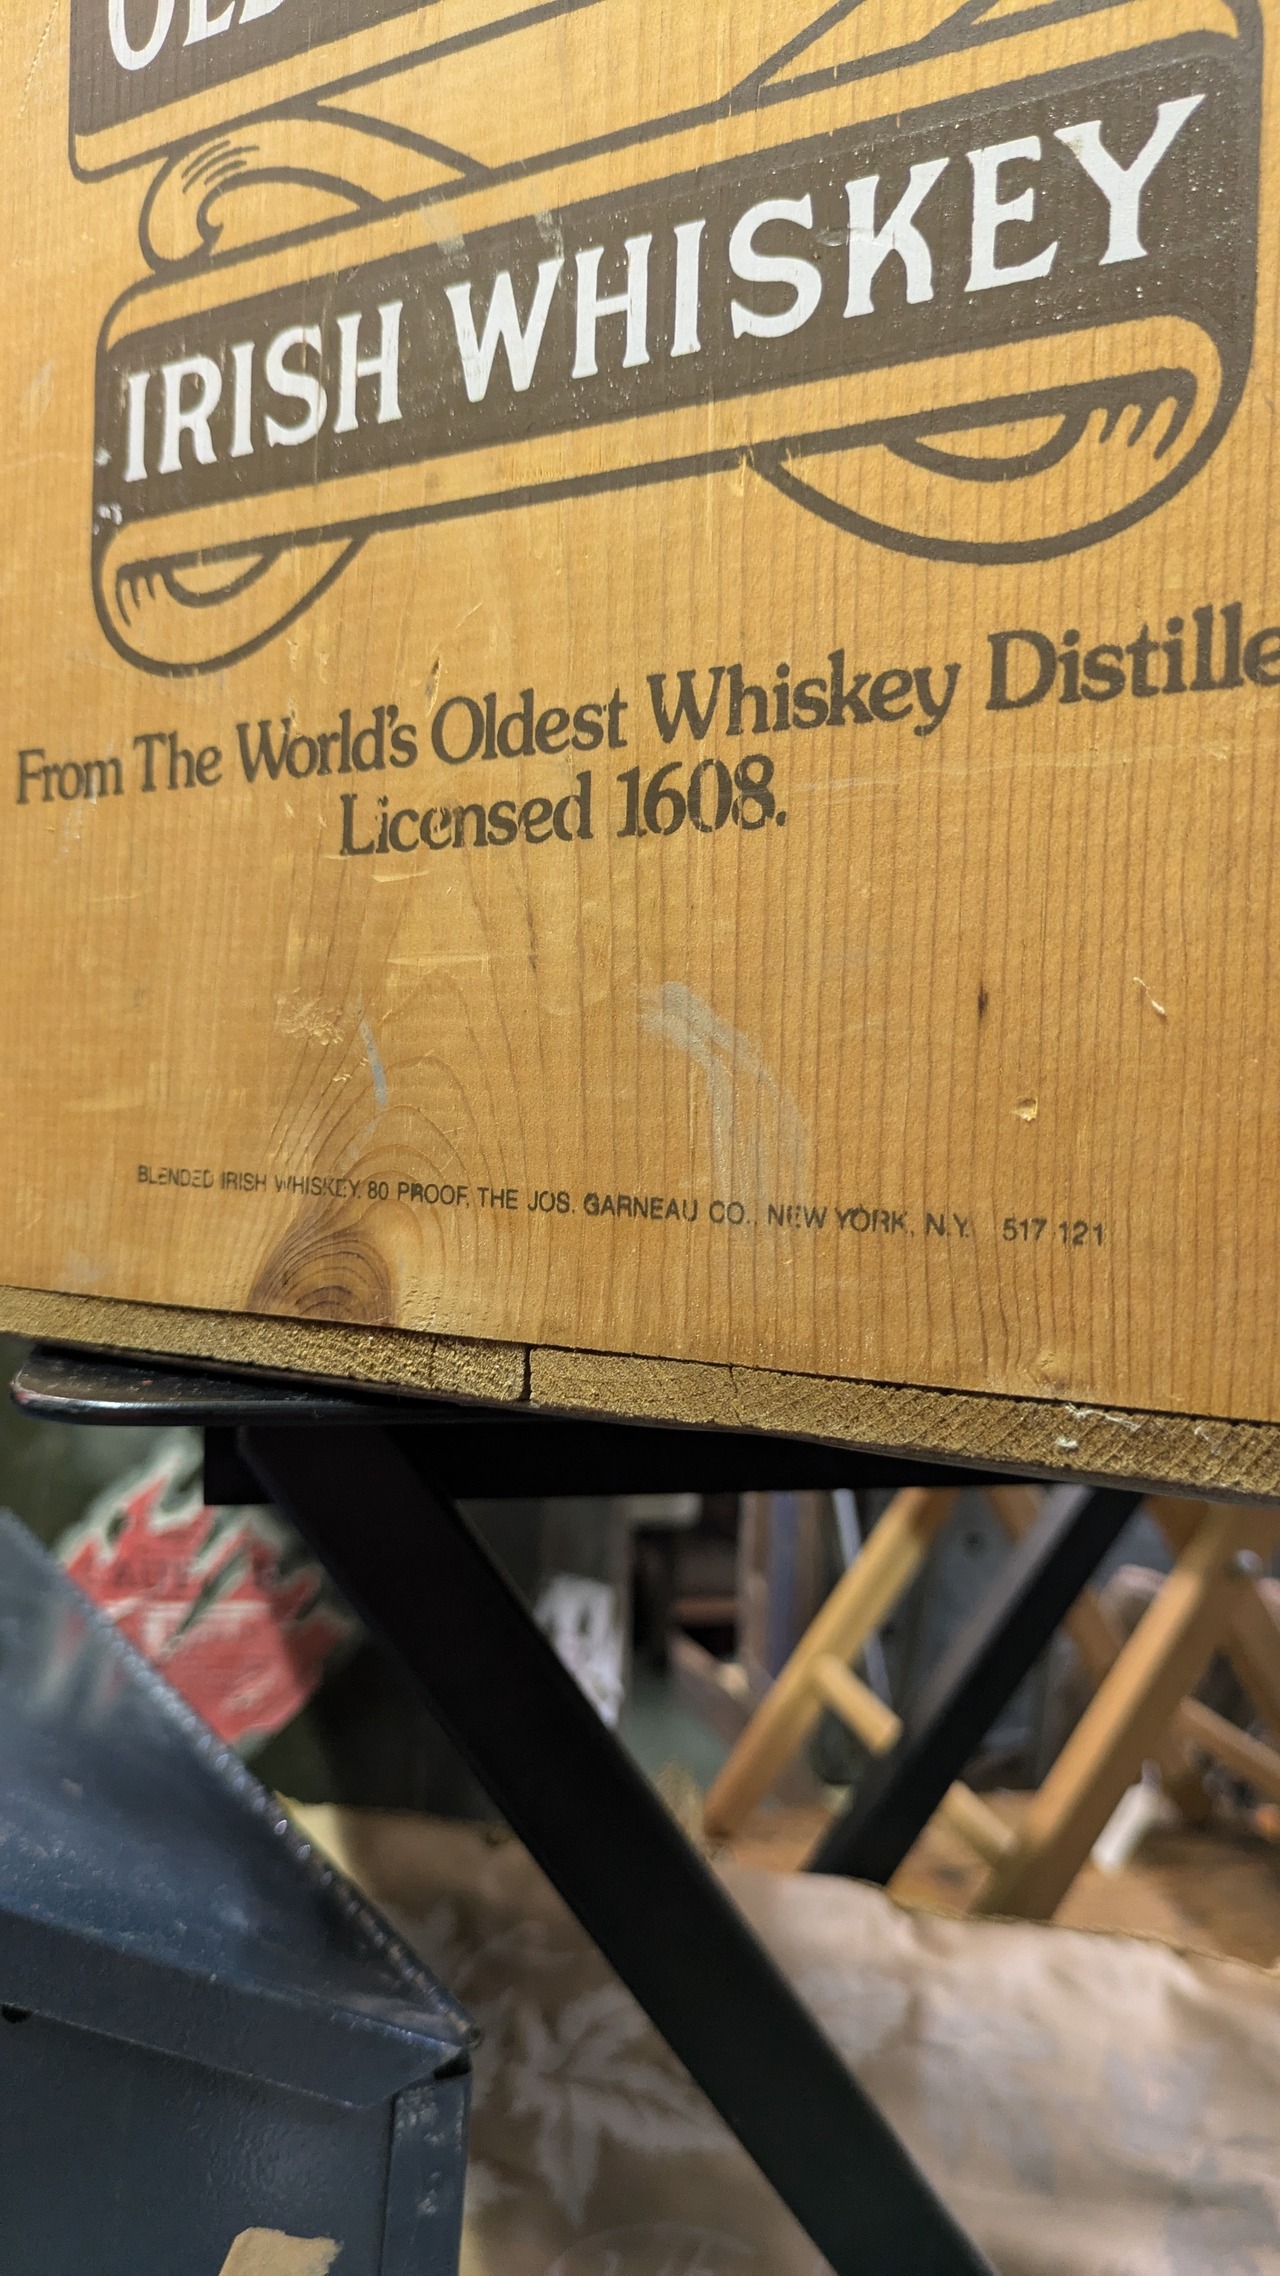 OLD
IRISH WHISKEY
From The World's Oldest Whiskey Distille
Licensed 1608.
BLENDED IRISH WHISKEY. 80 PROOF, THE JOS. GARNEAU CO., NEW YORK, N.Y. 517 121